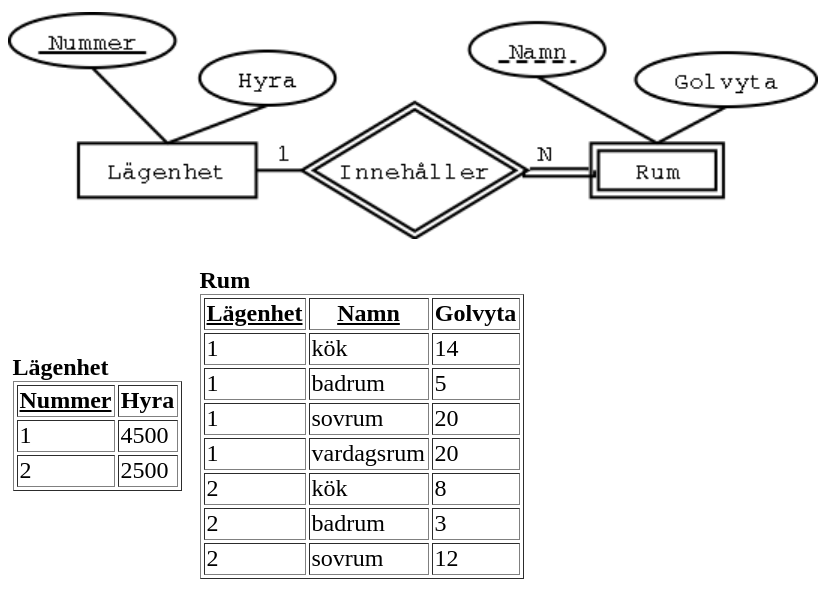 Nummer
Hyra
Namn
Golvyta
Lägenhet
1
Innehåller
N
Rum
Lägenhet
Nummer Hyra
1 4500
2 2500
Rum
Lägenhet Namn Golvyta
1 kök 14
1 badrum 5
1 sovrum 20
1 vardagsrum 20
2 kök 8
2 badrum 3
2 sovrum 12